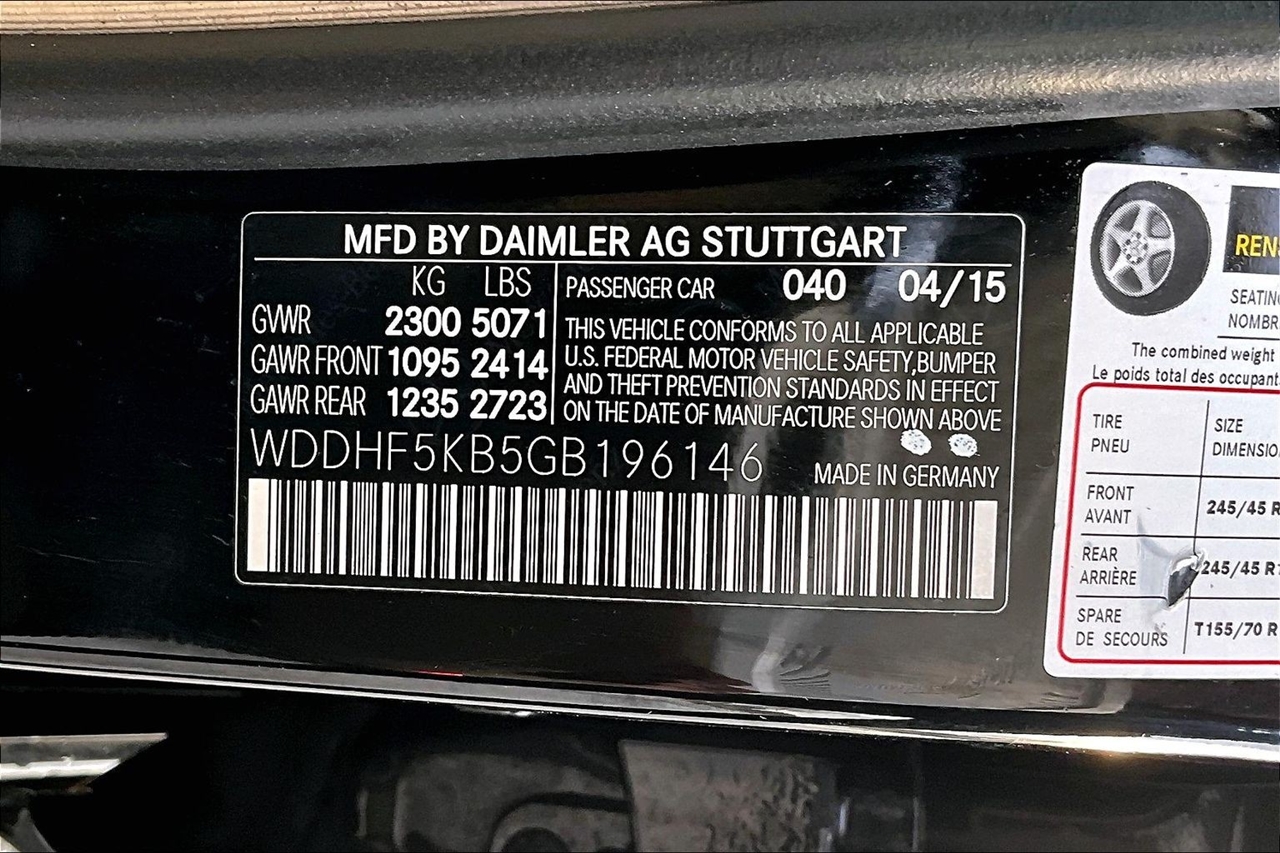 MFD BY DAIMLER AG STUTTGART
KG LBS
GVWR 2300 5071
GAWR FRONT 1095 2414
GAWR REAR 1235 2723
PASSENGER CAR 040 04/15
THIS VEHICLE CONFORMS TO ALL APPLICABLE
U.S. FEDERAL MOTOR VEHICLE SAFETY,BUMPER
AND THEFT PREVENTION STANDARDS IN EFFECT
ON THE DATE OF MANUFACTURE SHOWN ABOVE
WDDHF5KB5GB196146
MADE IN GERMANY
The combined weight
Le poids total des
TIRE SIZE
PNEU
FRONT
AVANT
245/45
REAR
ARRIÈRE
245/45
SPARE
DE SECOURS
T155/70 R